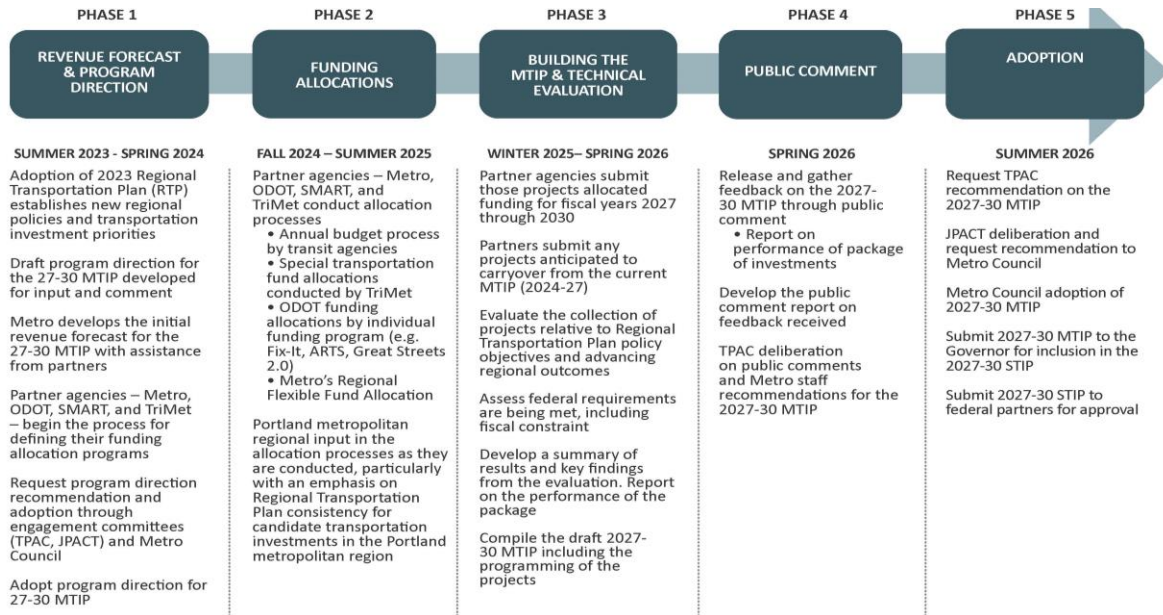 PHASE 1
REVENUE FORECAST
& PROGRAM
DIRECTION
SUMMER 2023 - SPRING 2024
Adoption of 2023 Regional
Transportation Plan (RTP)
establishes new regional
policies and transportation
investment priorities
Draft program direction for
the 27-30 MTIP developed
for input and comment
Metro develops the initial
revenue forecast for the
27-30 MTIP with assistance
from partners
Partner agencies – Metro,
ODOT, SMART, and TriMet
– begin the process for
defining their funding
allocation programs
Request program direction
recommendation and
adoption through
engagement committees
(TPAC, JPACT) and Metro
Council
Adopt program direction for
27-30 MTIP
PHASE 2
FUNDING
ALLOCATIONS
FALL 2024 – SUMMER 2025
Partner agencies – Metro,
ODOT, SMART, and
TriMet conduct allocation
processes
• Annual budget process
by transit agencies
• Special transportation
fund allocations
conducted by TriMet
• ODOT funding
allocations by individual
funding program (e.g.
Fix-It, ARTS, Great Streets
2.0)
• Metro's Regional
Flexible Fund Allocation
Portland metropolitan
regional input in the
allocation processes as
they are conducted, particularly
with an emphasis on
Regional Transportation
Plan consistency for
candidate transportation
investments in the Portland
metropolitan region
PHASE 3
BUILDING THE
MTIP & TECHNICAL
EVALUATION
WINTER 2025– SPRING 2026
Partner agencies submit
those projects allocated
funding for fiscal years 2027
through 2030
Partners submit any
projects anticipated to
carryover from the current
MTIP (2024-27)
Evaluate the collection of
projects relative to Regional
Transportation Plan policy
objectives and advancing
regional outcomes
Assess federal requirements
are being met, including
fiscal constraint
Develop a summary of
results and key findings
from the evaluation. Report
on the performance of the
package
Compile the draft 2027-
30 MTIP including the
programming of the
projects
PHASE 4
PUBLIC COMMENT
SPRING 2026
Release and gather
feedback on the 2027-
30 MTIP through public
comment
• Report on
performance of package
of investments
Develop the public
comment report on
feedback received
TPAC deliberation
on public comments
and Metro staff
recommendations for the
2027-30 MTIP
PHASE 5
ADOPTION
SUMMER 2026
Request TPAC
recommendation on the
2027-30 MTIP
JPACT deliberation and
request recommendation to
Metro Council
Metro Council adoption of
2027-30 MTIP
Submit 2027-30 MTIP to the
Governor for inclusion in the
2027-30 STIP
Submit 2027-30 STIP to
federal partners for approval